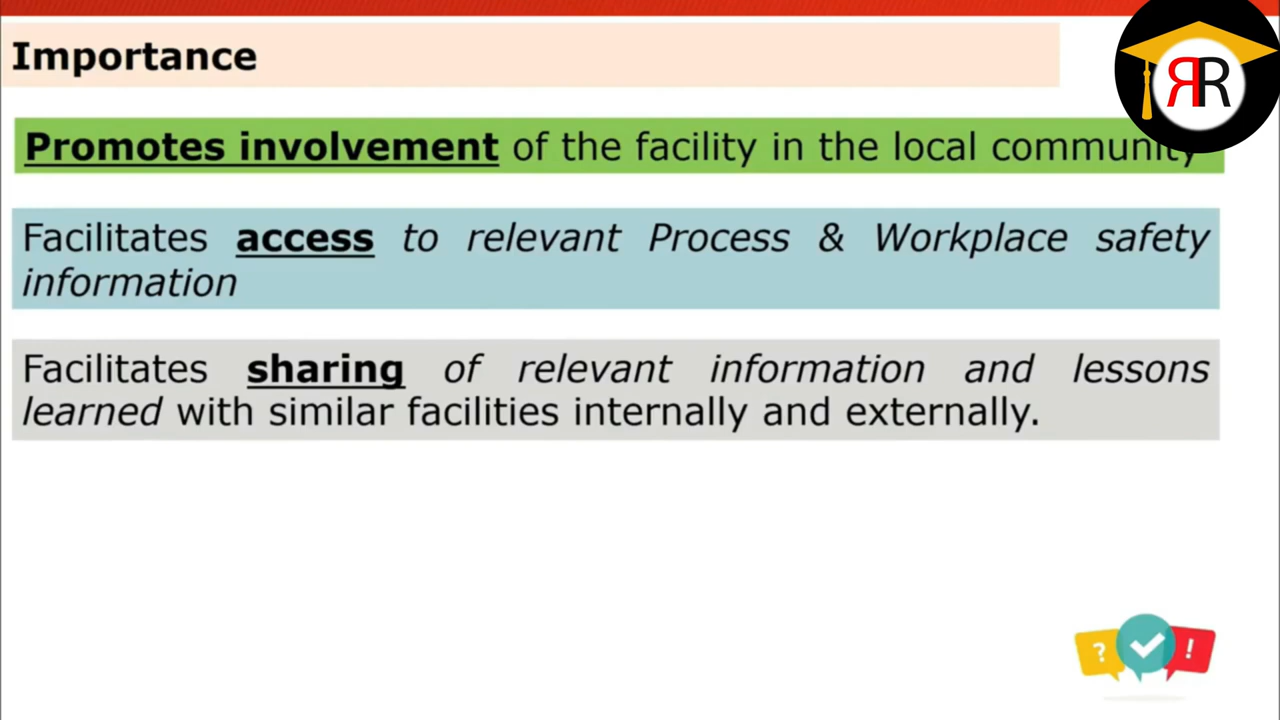 Importance
Promotes involvement of the facility in the local community
Facilitates access to relevant Process & Workplace safety
information
Facilitates sharing of relevant information and lessons
learned with similar facilities internally and externally.
RR
? !